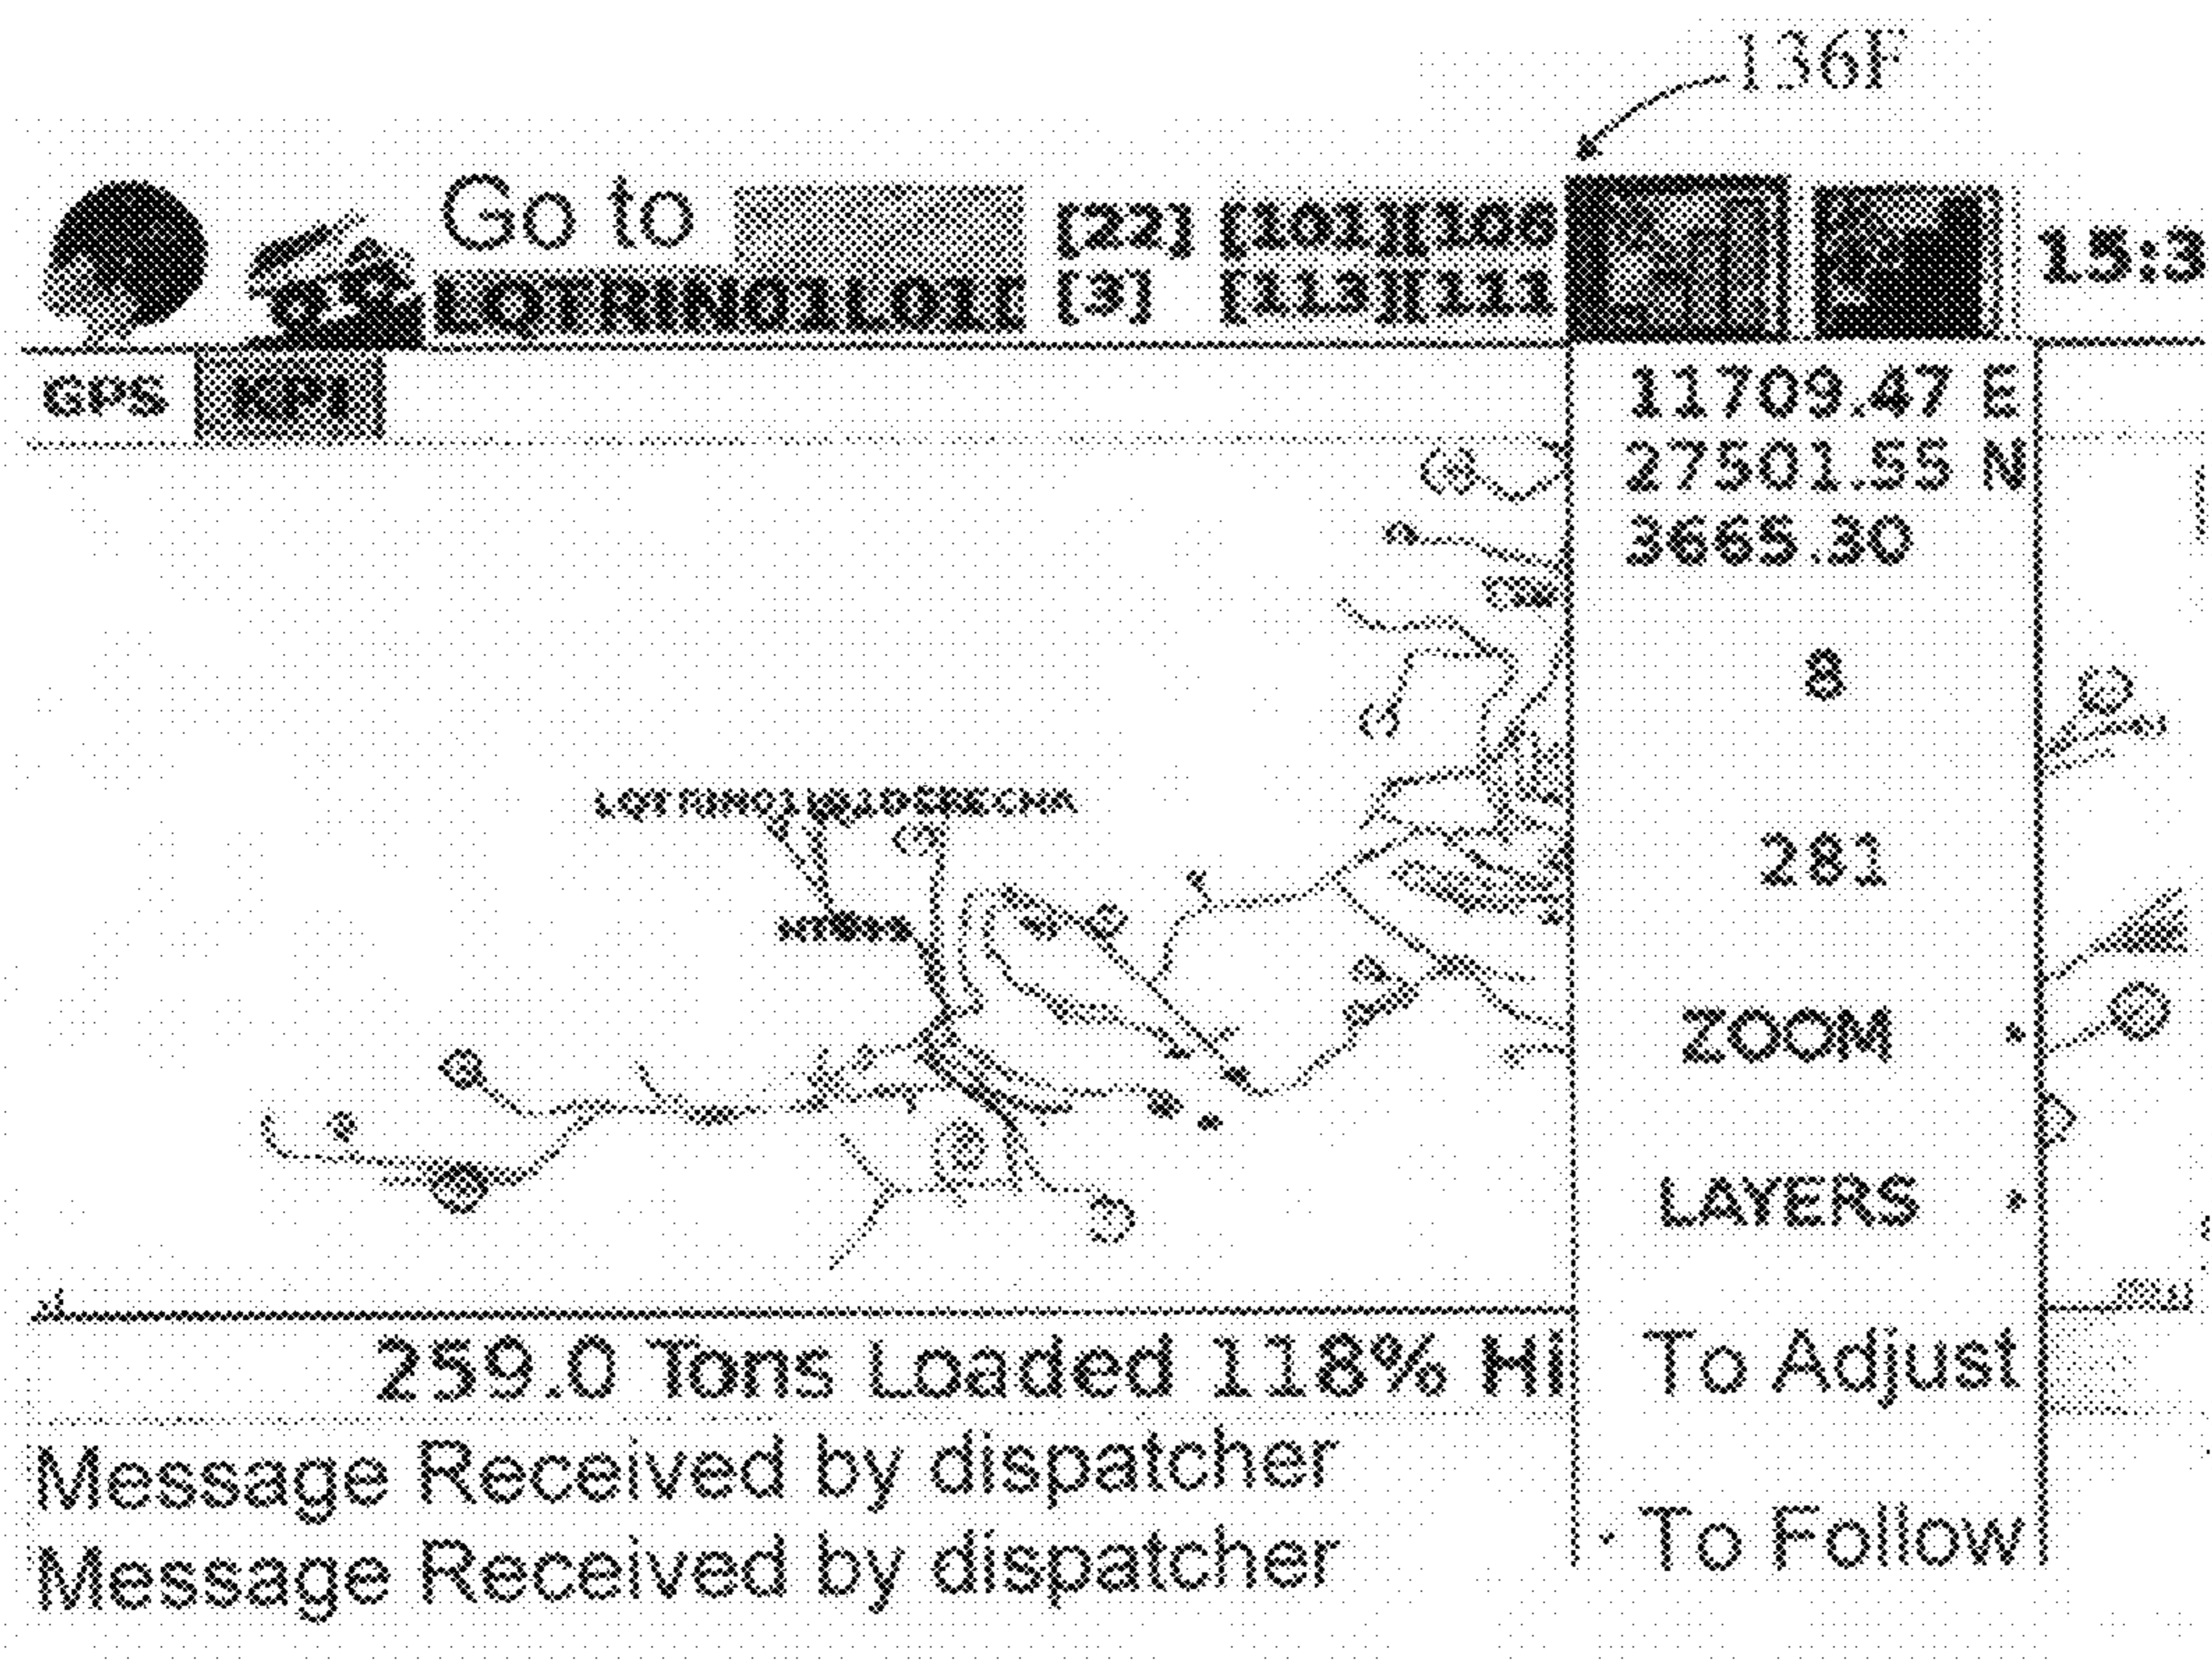 136F
Go to [22] [101][106 15:3
LQTRIN01L01I [3] [113][111
GPS KPI
11709.47 E
27501.55 N
3665.30
8
281
ZOOM
LAYERS
259.0 Tons Loaded 118% Hi
To Adjust
Message Received by dispatcher
To Follow
Message Received by dispatcher